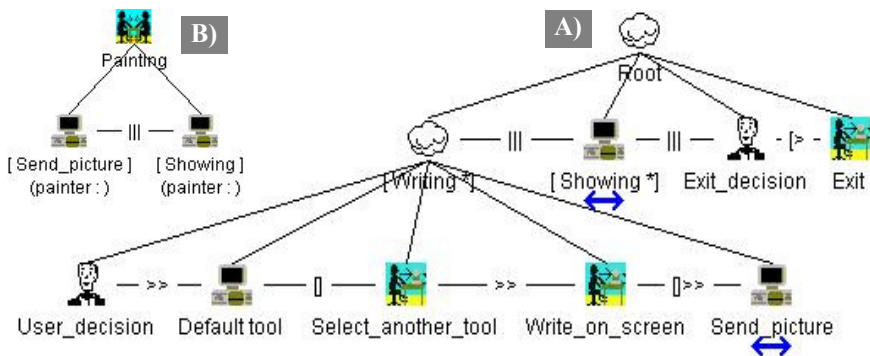 B)
A)
Painting
Root
|||
[ Send_picture ]
[ Showing ]
(painter : )
(painter : )
|||
|||
- [> -
[ Writing *]
[ Showing *]
Exit_decision
Exit
>>
[]
>>
[]>>
User_decision
Default tool
Select_another_tool
Write_on_screen
Send_picture